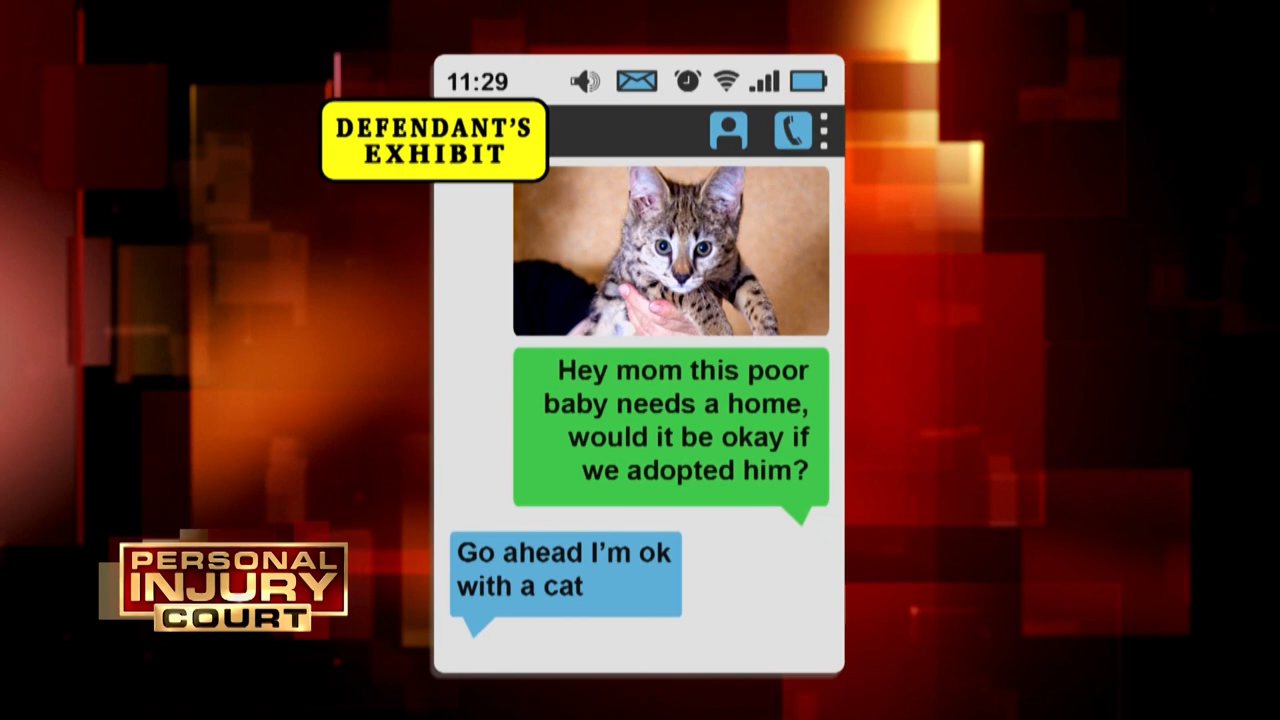 11:29
DEFENDANT'S
EXHIBIT
Hey mom this poor
baby needs a home,
would it be okay if
we adopted him?
Go ahead I’m ok
with a cat
PERSONAL
INJURY
COURT